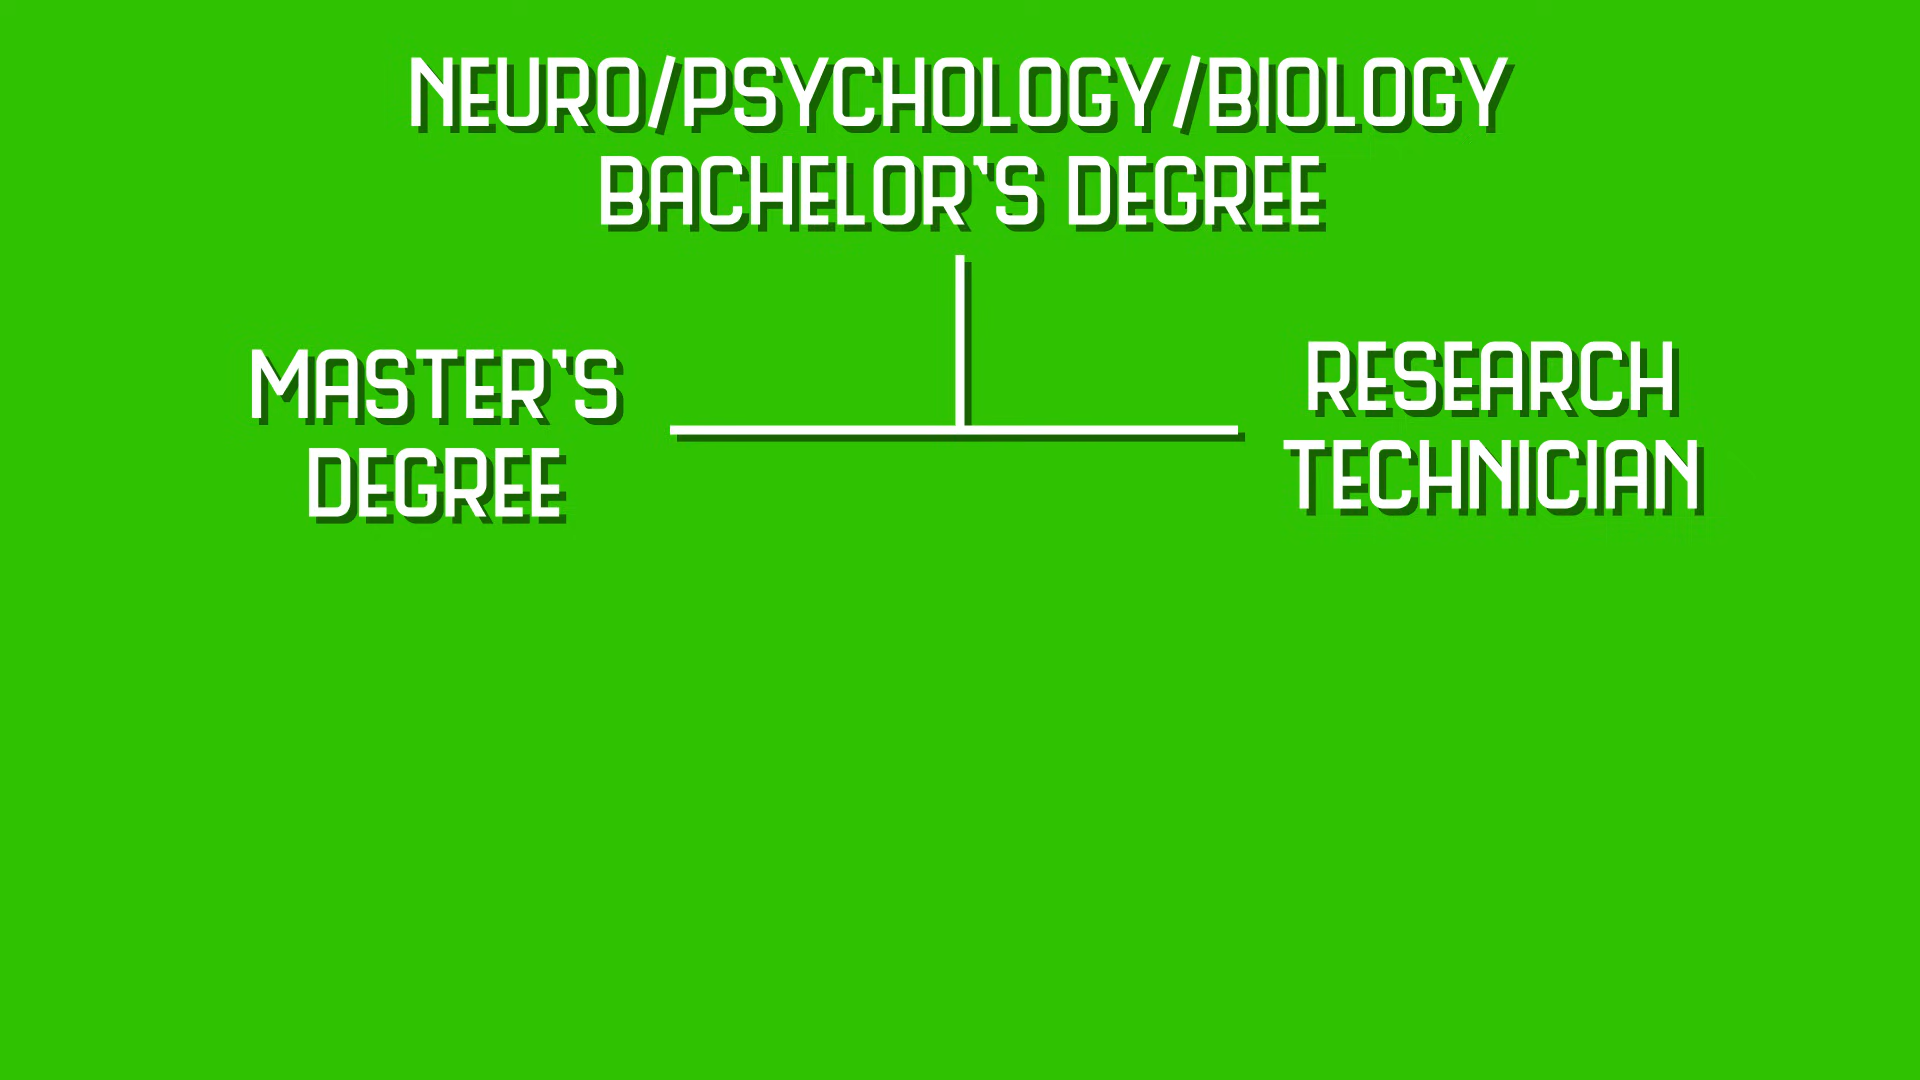 NEURO/PSYCHOLOGY/BIOLOGY
BACHELOR'S DEGREE
MASTER'S
DEGREE
RESEARCH
TECHNICIAN